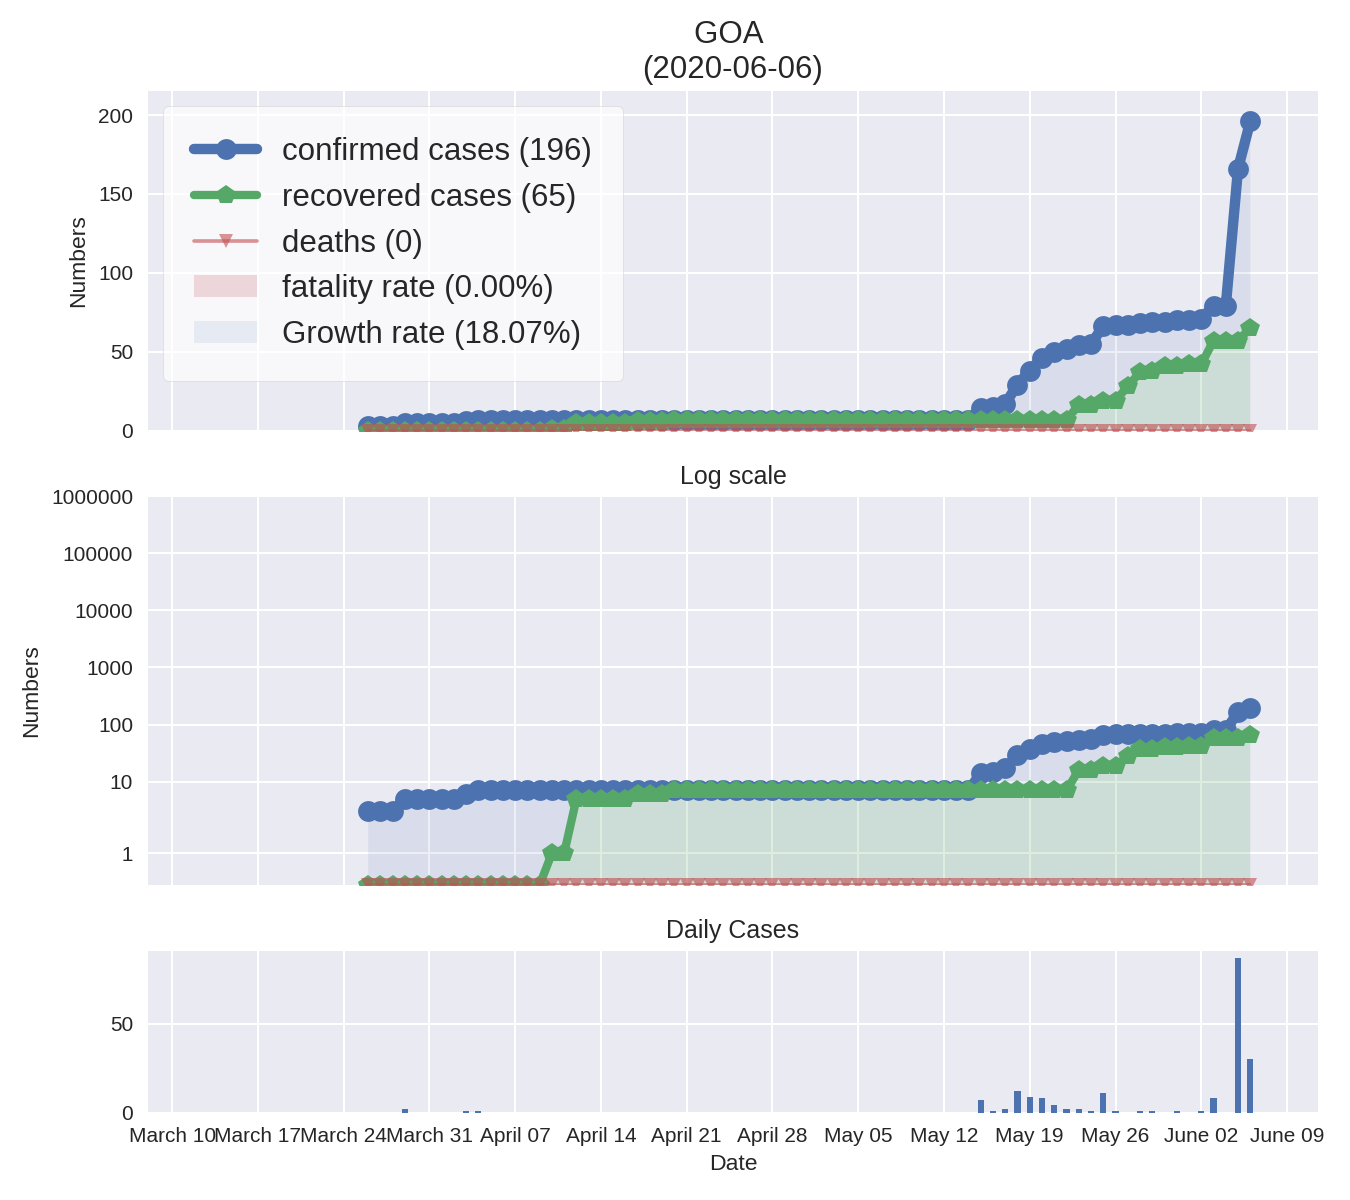 GOA
(2020-06-06)
200
150
100
50
0
Numbers
confirmed cases (196)
recovered cases (65)
deaths (0)
fatality rate (0.00%)
Growth rate (18.07%)
Log scale
1000000
100000
10000
1000
100
10
1
Numbers
Daily Cases
50
0
March 10 March 17 March 24 March 31 April 07 April 14 April 21 April 28 May 05 May 12 May 19 May 26 June 02 June 09
Date